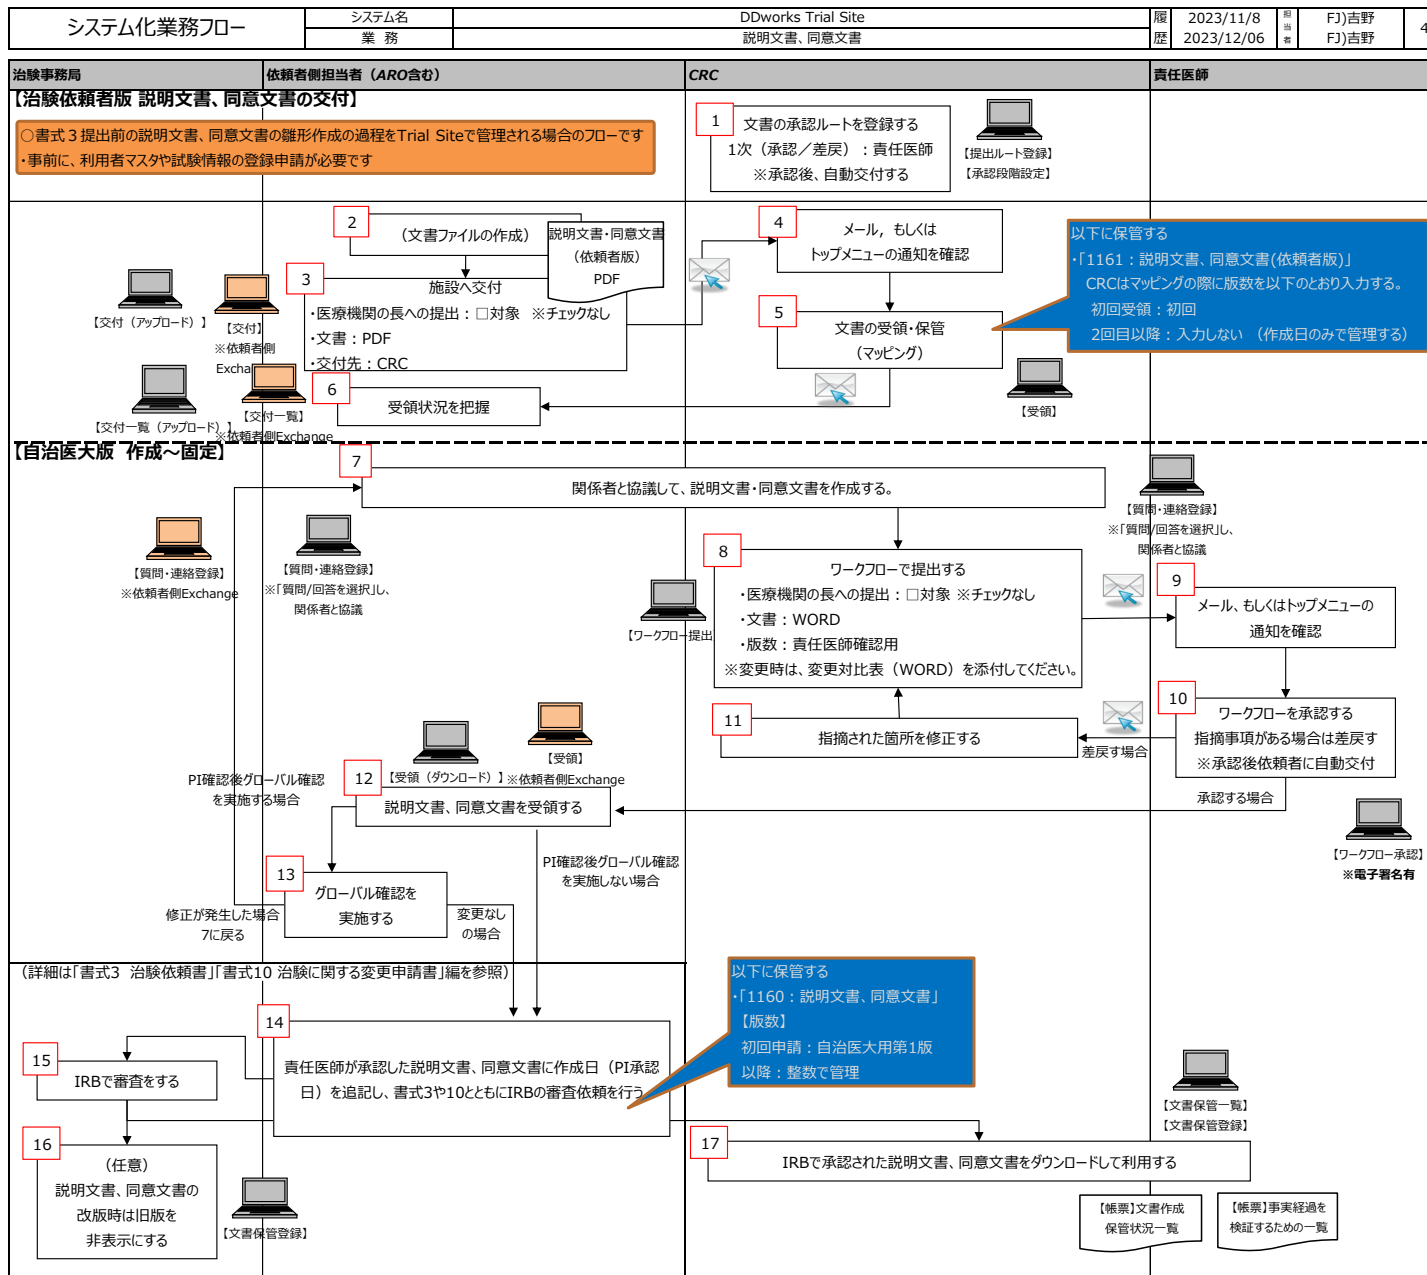 システム化業務フロー
システム名
DDworks Trial Site
履
2023/11/8
担
FJ)吉野
4
業 務
説明文書、同意文書
歴
2023/12/06
当
者
FJ)吉野
治験事務局
依頼者側担当者（ARO含む）
CRC
責任医師
【治験依頼者版 説明文書、同意文書の交付】
○書式３提出前の説明文書、同意文書の雛形作成の過程をTrial Siteで管理される場合のフローです
・事前に、利用者マスタや試験情報の登録申請が必要です
1
文書の承認ルートを登録する
1次（承認／差戻）：責任医師
※承認後、自動交付する
【提出ルート登録】
【承認段階設定】
2
（文書ファイルの作成）
説明文書・同意文書
（依頼者版）
PDF
3
施設へ交付
・医療機関の長への提出：□対象 ※チェックなし
・文書：PDF
・交付先：CRC
【交付（アップロード）】
【交付】
※依頼者側
Excha
4
メール，もしくは
トップメニューの通知を確認
5
文書の受領・保管
（マッピング）
以下に保管する
・「1161：説明文書、同意文書(依頼者版)」
CRCはマッピングの際に版数を以下のとおり入力する。
初回受領：初回
2回目以降：入力しない （作成日のみで管理する）
【受領】
6
受領状況を把握
【交付一覧（アップロード）】
【交付一覧】
※依頼者側Exchange
【自治医大版 作成～固定】
7
関係者と協議して、説明文書・同意文書を作成する。
【質問・連絡登録】
※「質問/回答を選択」し、
関係者と協議
【質問・連絡登録】
※依頼者側Exchange
【質問・連絡登録】
※「質問/回答を選択」し、
関係者と協議
8
ワークフローで提出する
・医療機関の長への提出：□対象 ※チェックなし
・文書：WORD
・版数：責任医師確認用
※変更時は、変更対比表（WORD）を添付してください。
【ワークフロー提出
9
メール、もしくはトップメニューの
通知を確認
10
ワークフローを承認する
指摘事項がある場合は差戻す
※承認後依頼者に自動交付
差戻す場合
承認する場合
11
指摘された箇所を修正する
【ワークフロー承認】
※電子署名有
【受領（ダウンロード）】
【受領】
※依頼者側Exchange
12
説明文書、同意文書を受領する
PI確認後グローバル確認
を実施する場合
PI確認後グローバル確認
を実施しない場合
13
グローバル確認を
実施する
修正が発生した場合
7に戻る
変更なし
の場合
（詳細は「書式3 治験依頼書」「書式10 治験に関する変更申請書」編を参照）
14
責任医師が承認した説明文書、同意文書に作成日（PI承認
日）を追記し、書式3や10とともにIRBの審査依頼を行う
以下に保管する
・「1160：説明文書、同意文書」
【版数】
初回申請：自治医大用第1版
以降：整数で管理
15
IRBで審査をする
16
（任意）
説明文書、同意文書の
改版時は旧版を
非表示にする
【文書保管登録】
【文書保管一覧】
【文書保管登録】
17
IRBで承認された説明文書、同意文書をダウンロードして利用する
【帳票】文書作成
保管状況一覧
【帳票】事実経過を
検証するための一覧